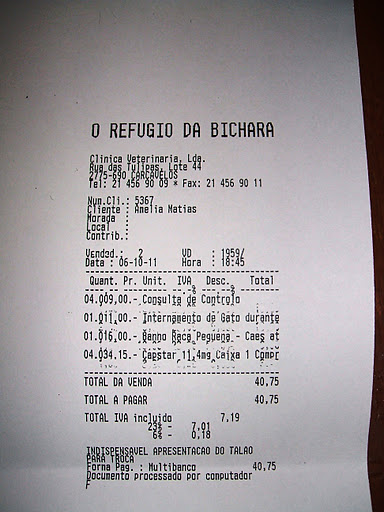 O REFUGIO DA BICHARA
Clinica Veterinaria, Lda.
Rua das Tulipas, Lote 44
2775-690 CARCAVELOS
Tel: 21 456 90 09 * Fax: 21 456 90 11
Num.Cli.: 5367
Cliente : Amelia Matias
Morada :
Local :
Contrib.:
Vended.: 2 VD : 1959/
Data : 06-10-11 Hora : 18:45
Quant. Pr. Unit. IVA Desc. Total
% %
04.009,00.- Consulta de Controlo
01.011,00.- Internamento de Gato durante
01.016,00.- Banho Raca Pequena - Caes at
04.034.15.- Capstar 11.4mg Caixa 1 Compr
TOTAL DA VENDA 40,75
TOTAL A PAGAR 40,75
TOTAL IVA incluido 7,19
23% - 7,01
6% - 0,18
INDISPENSAVEL APRESENTACAO DO TALAO
PARA TROCA
Forma Pag. : Multibanco 40,75
Documento processado por computador
F